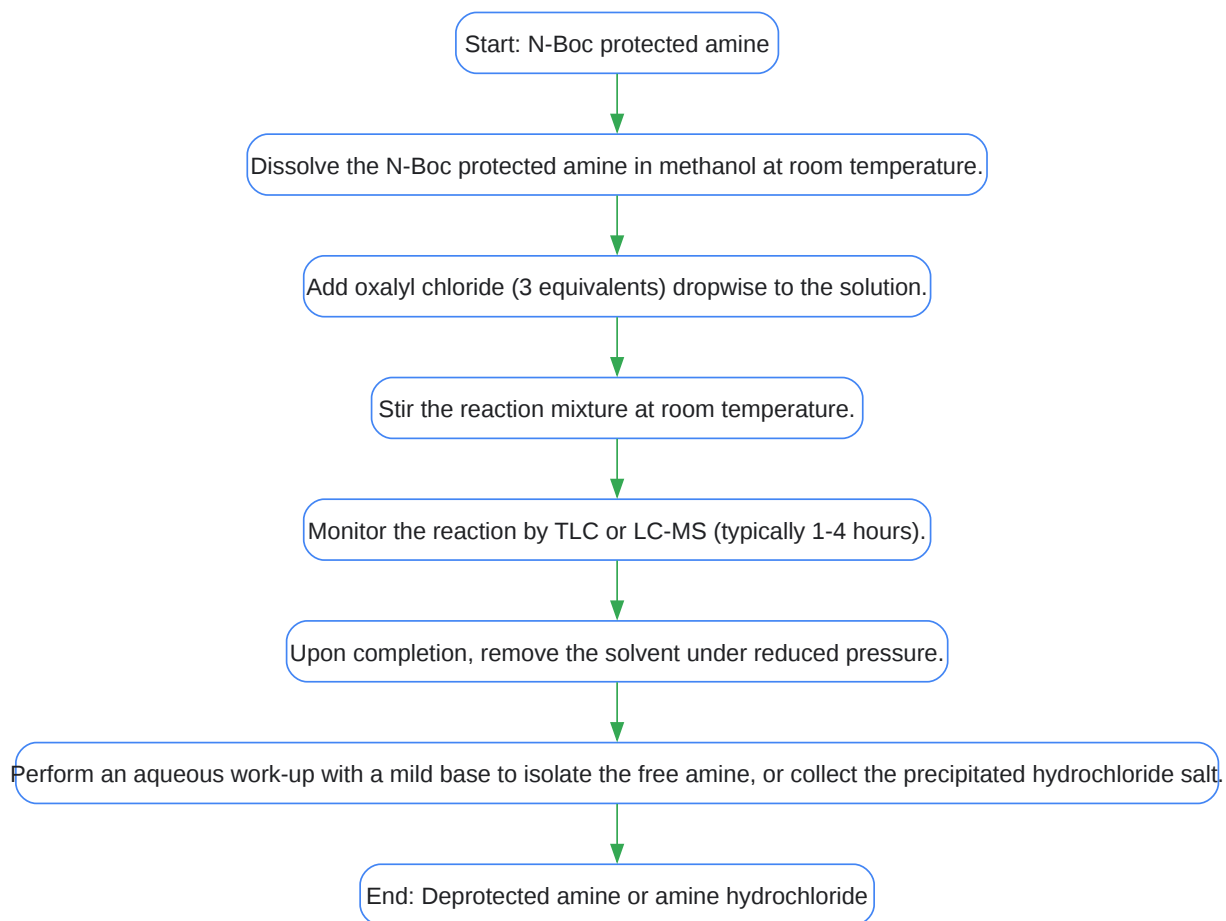 Start: N-Boc protected amine
Dissolve the N-Boc protected amine in methanol at room temperature.
Add oxalyl chloride (3 equivalents) dropwise to the solution.
Stir the reaction mixture at room temperature.
Monitor the reaction by TLC or LC-MS (typically 1-4 hours).
Upon completion, remove the solvent under reduced pressure.
Perform an aqueous work-up with a mild base to isolate the free amine, or collect the precipitated hydrochloride salt.
End: Deprotected amine or amine hydrochloride